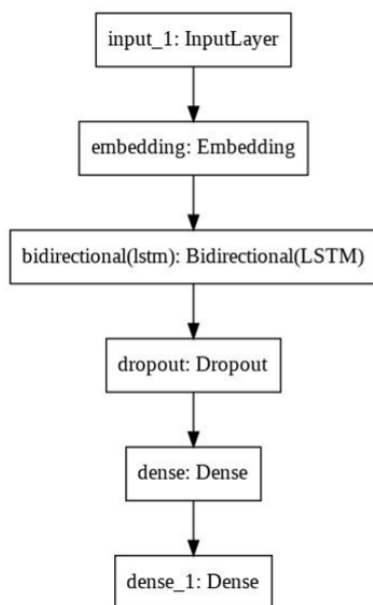 input_1: InputLayer
embedding: Embedding
bidirectional(lstm): Bidirectional(LSTM)
dropout: Dropout
dense: Dense
dense_1: Dense